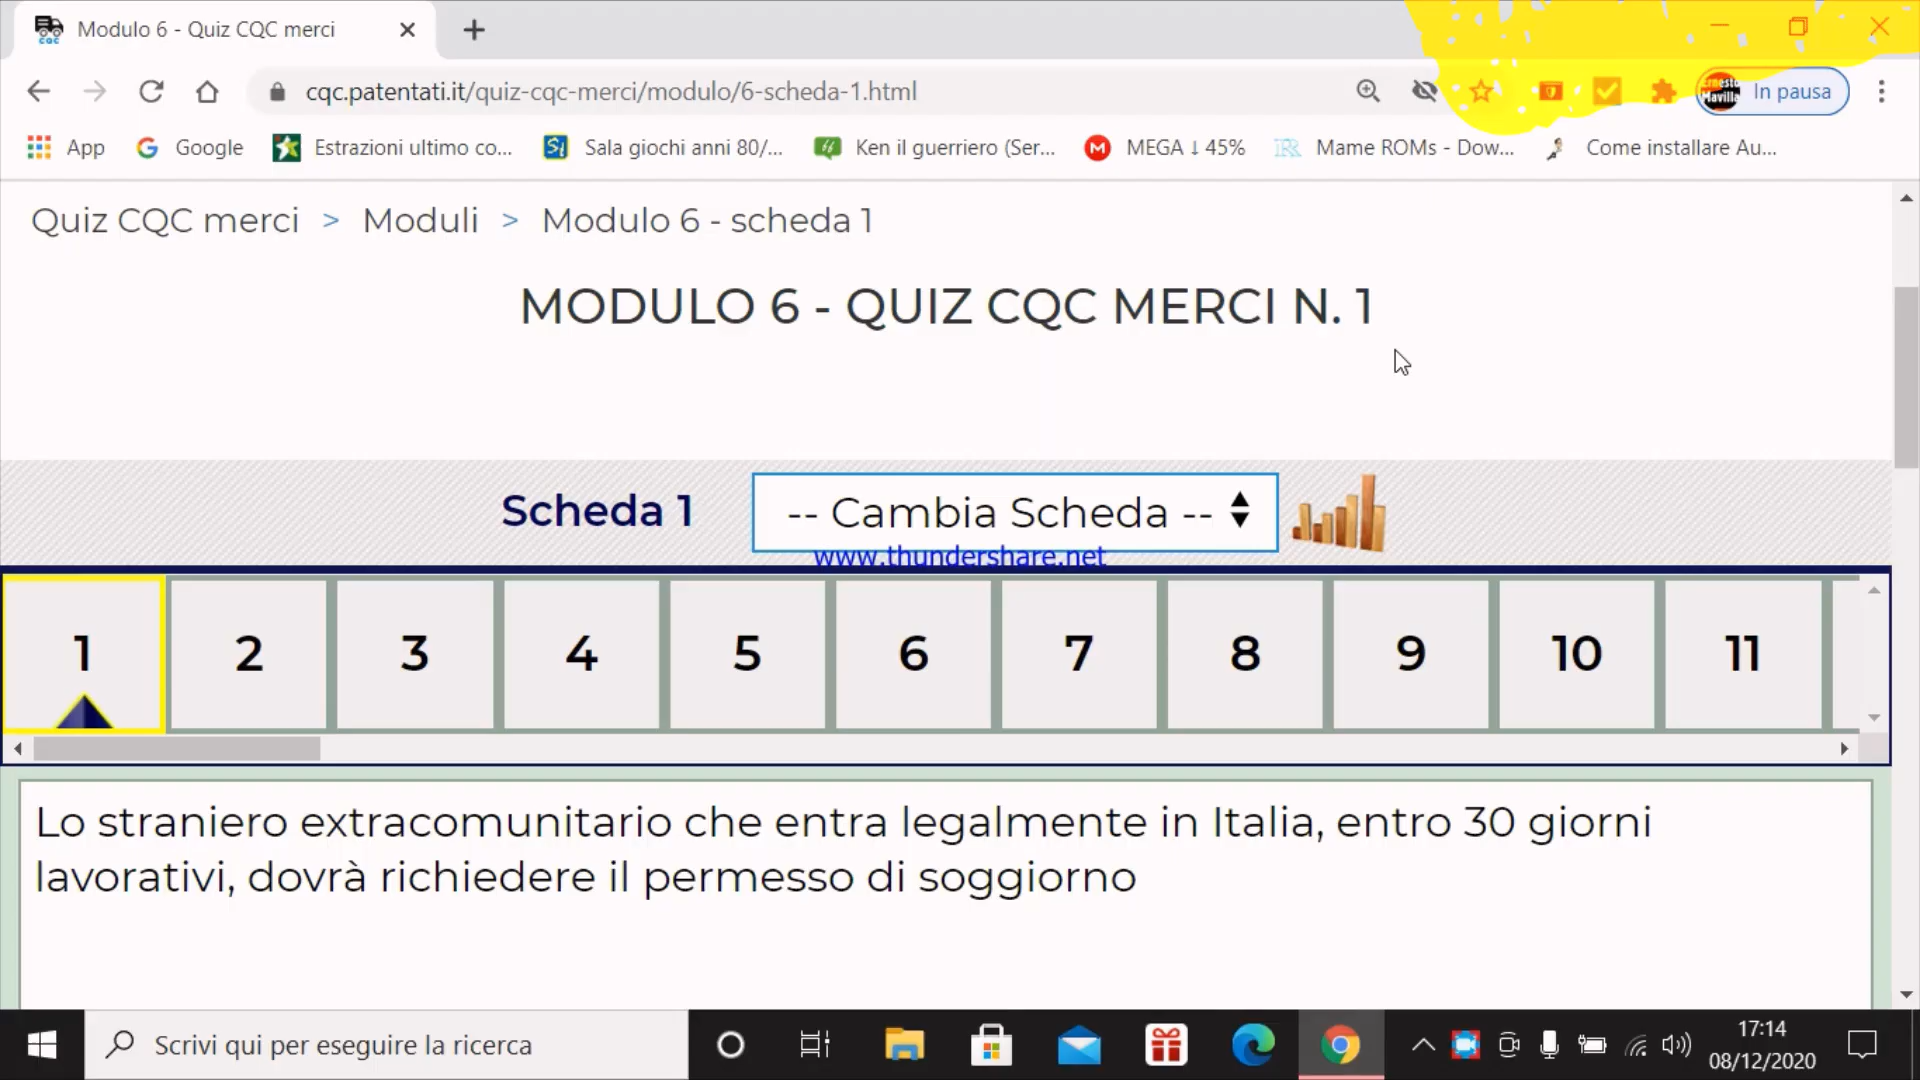 Modulo 6 - Quiz CQC merci
cqc.patentati.it/quiz-cqc-merci/modulo/6-scheda-1.html
Ernesto
Mavilla
In pausa
App
Google
Estrazioni ultimo co...
Sala giochi anni 80/...
Ken il guerriero (Ser...
MEGA ↓ 45%
Mame ROMs - Dow...
Come installare Au...
Quiz CQC merci > Moduli > Modulo 6 - scheda 1
MODULO 6 - QUIZ CQC MERCI N. 1
Scheda 1
-- Cambia Scheda --
www.thundershare.net
1 2 3 4 5 6 7 8 9 10 11
Lo straniero extracomunitario che entra legalmente in Italia, entro 30 giorni
lavorativi, dovrà richiedere il permesso di soggiorno
Scrivi qui per eseguire la ricerca
17:14
08/12/2020